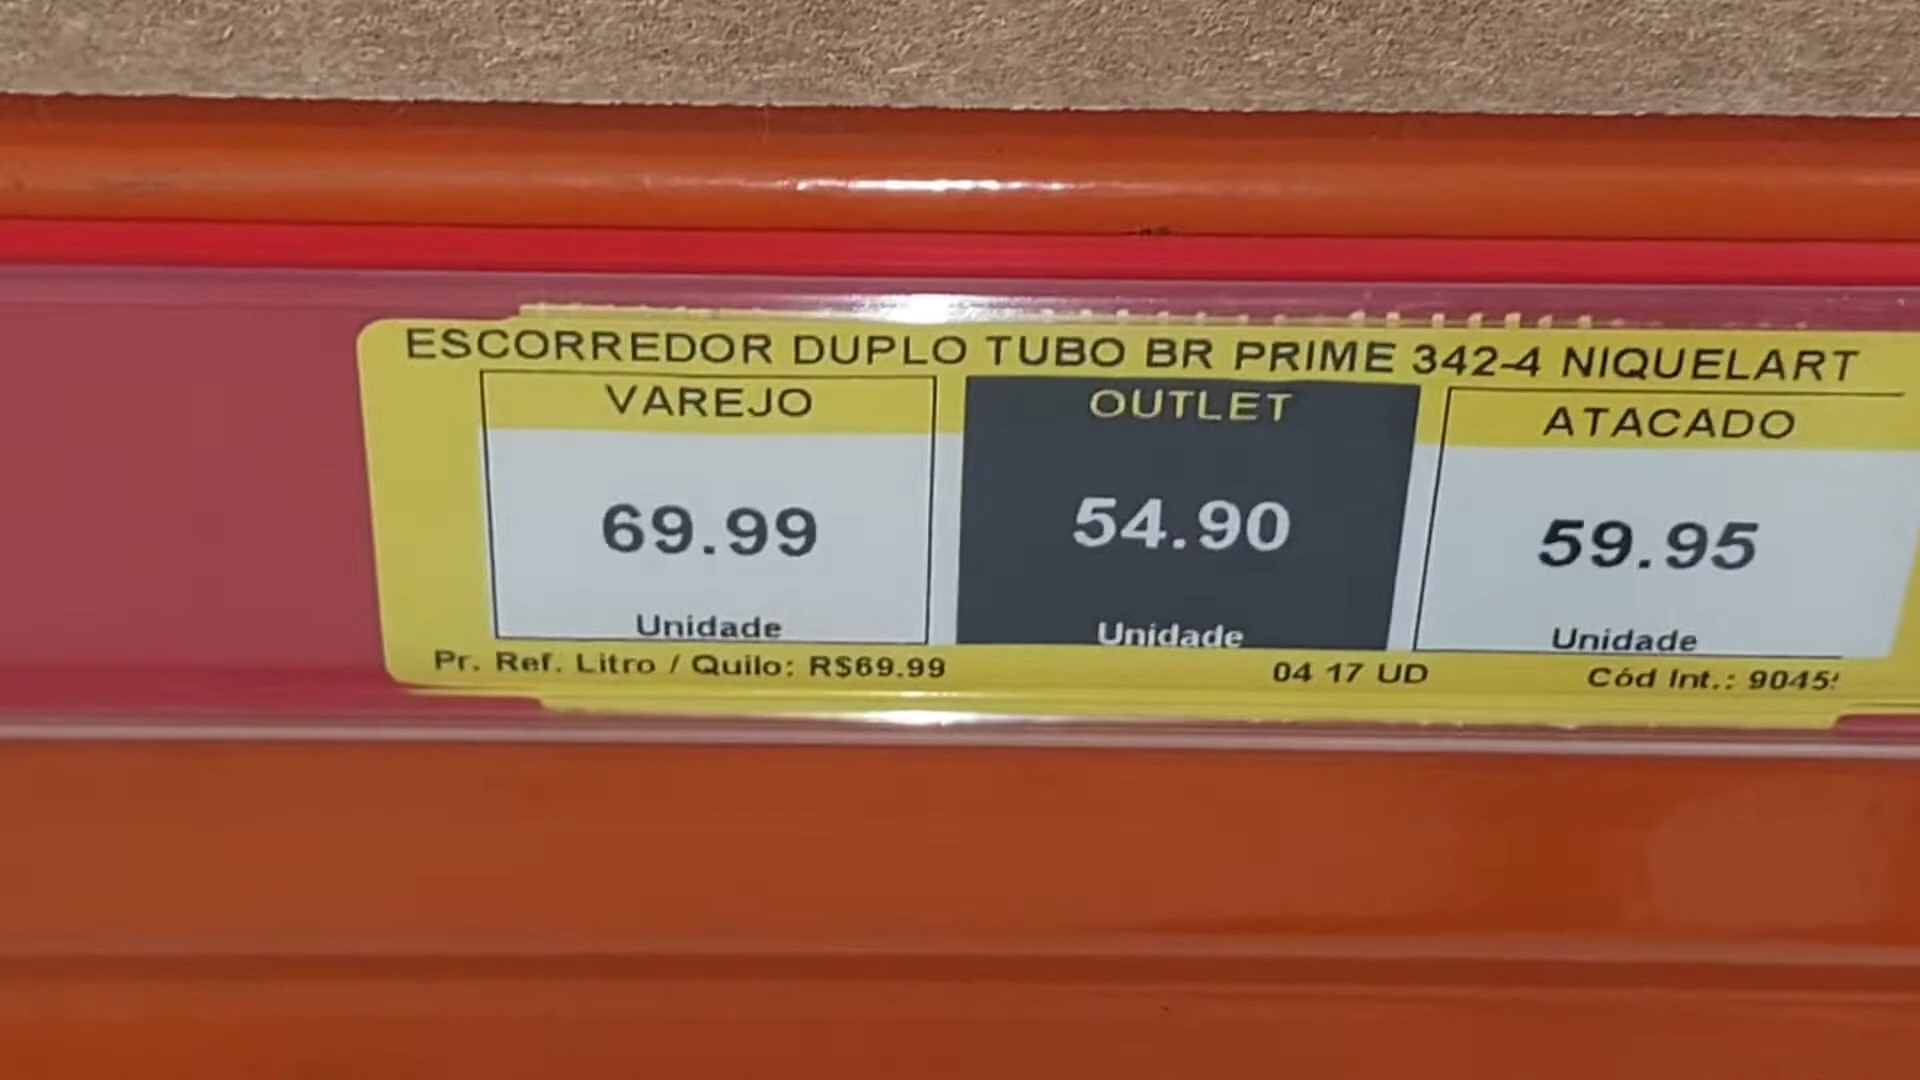 ESCORREDOR DUPLO TUBO BR PRIME 342-4 NIQUELART
VAREJO
69.99
Unidade
OUTLET
54.90
Unidade
ATACADO
59.95
Unidade
Pr. Ref. Litro / Quilo: R$69.99
04 17 UD
Cód Int.: 9045